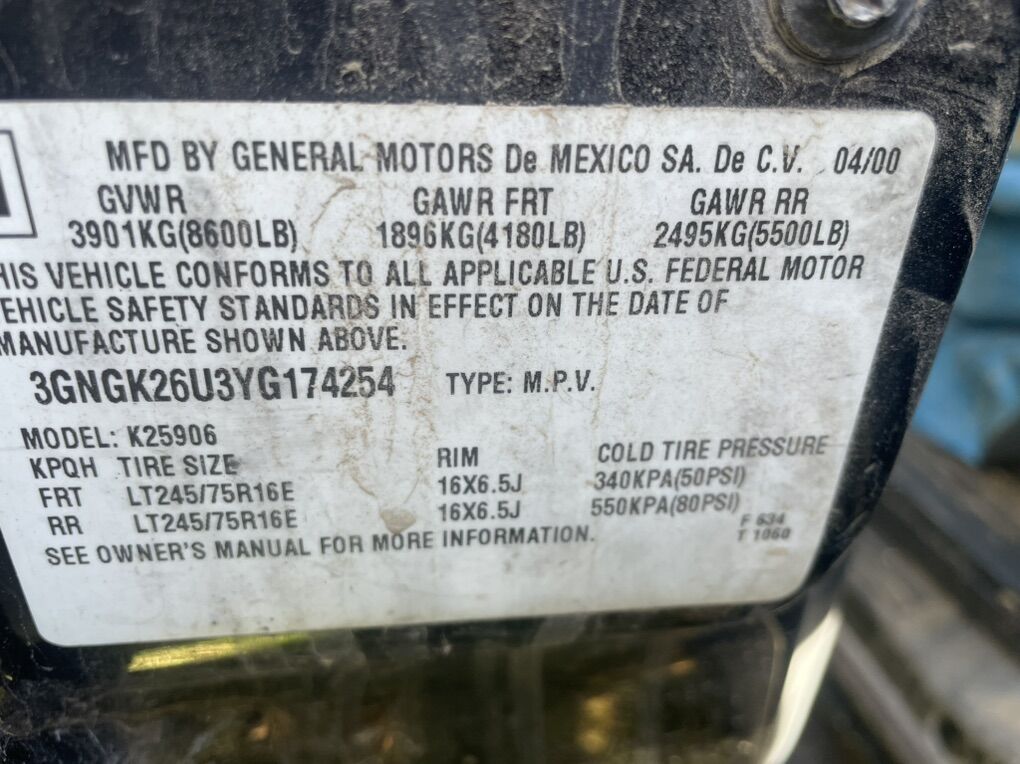 MFD BY GENERAL MOTORS De MEXICO SA. De C.V. 04/00
GVWR GAWR FRT GAWR RR
3901KG(8600LB) 1896KG(4180LB) 2495KG(5500LB)
HIS VEHICLE CONFORMS TO ALL APPLICABLE U.S. FEDERAL MOTOR
EHICLE SAFETY STANDARDS IN EFFECT ON THE DATE OF
MANUFACTURE SHOWN ABOVE.
3GNGK26U3YG174254 TYPE: M.P.V.
MODEL: K25906
KPQH TIRE SIZE RIM COLD TIRE PRESSURE
FRT LT245/75R16E 16X6.5J 340KPA(50PSI)
RR LT245/75R16E 16X6.5J 550KPA(80PSI)
SEE OWNER'S MANUAL FOR MORE INFORMATION.
F 634
T 1060